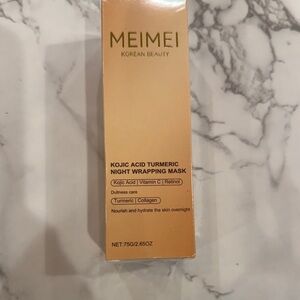 MEIMEI
KOREAN BEAUTY
KOJIC ACID TURMERIC
NIGHT WRAPPING MASK
Kojic Acid | Vitamin C | Retinol
Dullness care
Turmeric | Collagen
Nourish and hydrate the skin overnight
NET:75G/2.65OZ